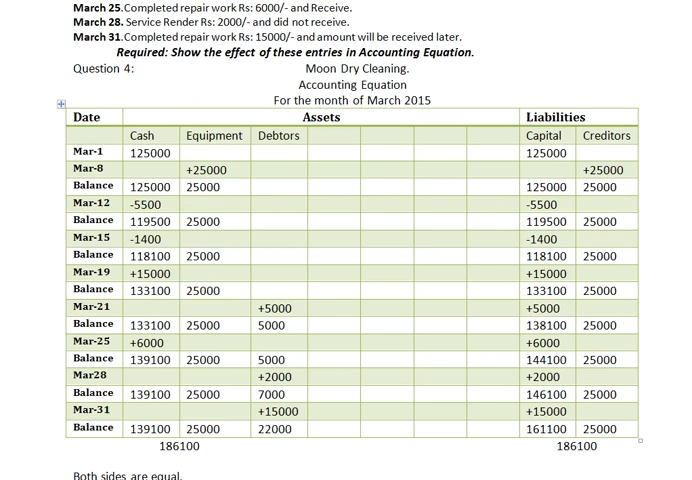 March 25.Completed repair work Rs: 6000/- and Receive.
March 28. Service Render Rs: 2000/- and did not receive.
March 31.Completed repair work Rs: 15000/- and amount will be received later.
Required: Show the effect of these entries in Accounting Equation.
Question 4: Moon Dry Cleaning.
Accounting Equation
For the month of March 2015
Date Assets Liabilities
Cash Equipment Debtors Capital Creditors
Mar-1 125000 125000
Mar-8 +25000 +25000
Balance 125000 25000 125000 25000
Mar-12 -5500 -5500
Balance 119500 25000 119500 25000
Mar-15 -1400 -1400
Balance 118100 25000 118100 25000
Mar-19 +15000 +15000
Balance 133100 25000 133100 25000
Mar-21 +5000 +5000
Balance 133100 25000 5000 138100 25000
Mar-25 +6000 +6000
Balance 139100 25000 5000 144100 25000
Mar28 +2000 +2000
Balance 139100 25000 7000 146100 25000
Mar-31 +15000 +15000
Balance 139100 25000 22000 161100 25000
186100 186100
Both sides are equal.